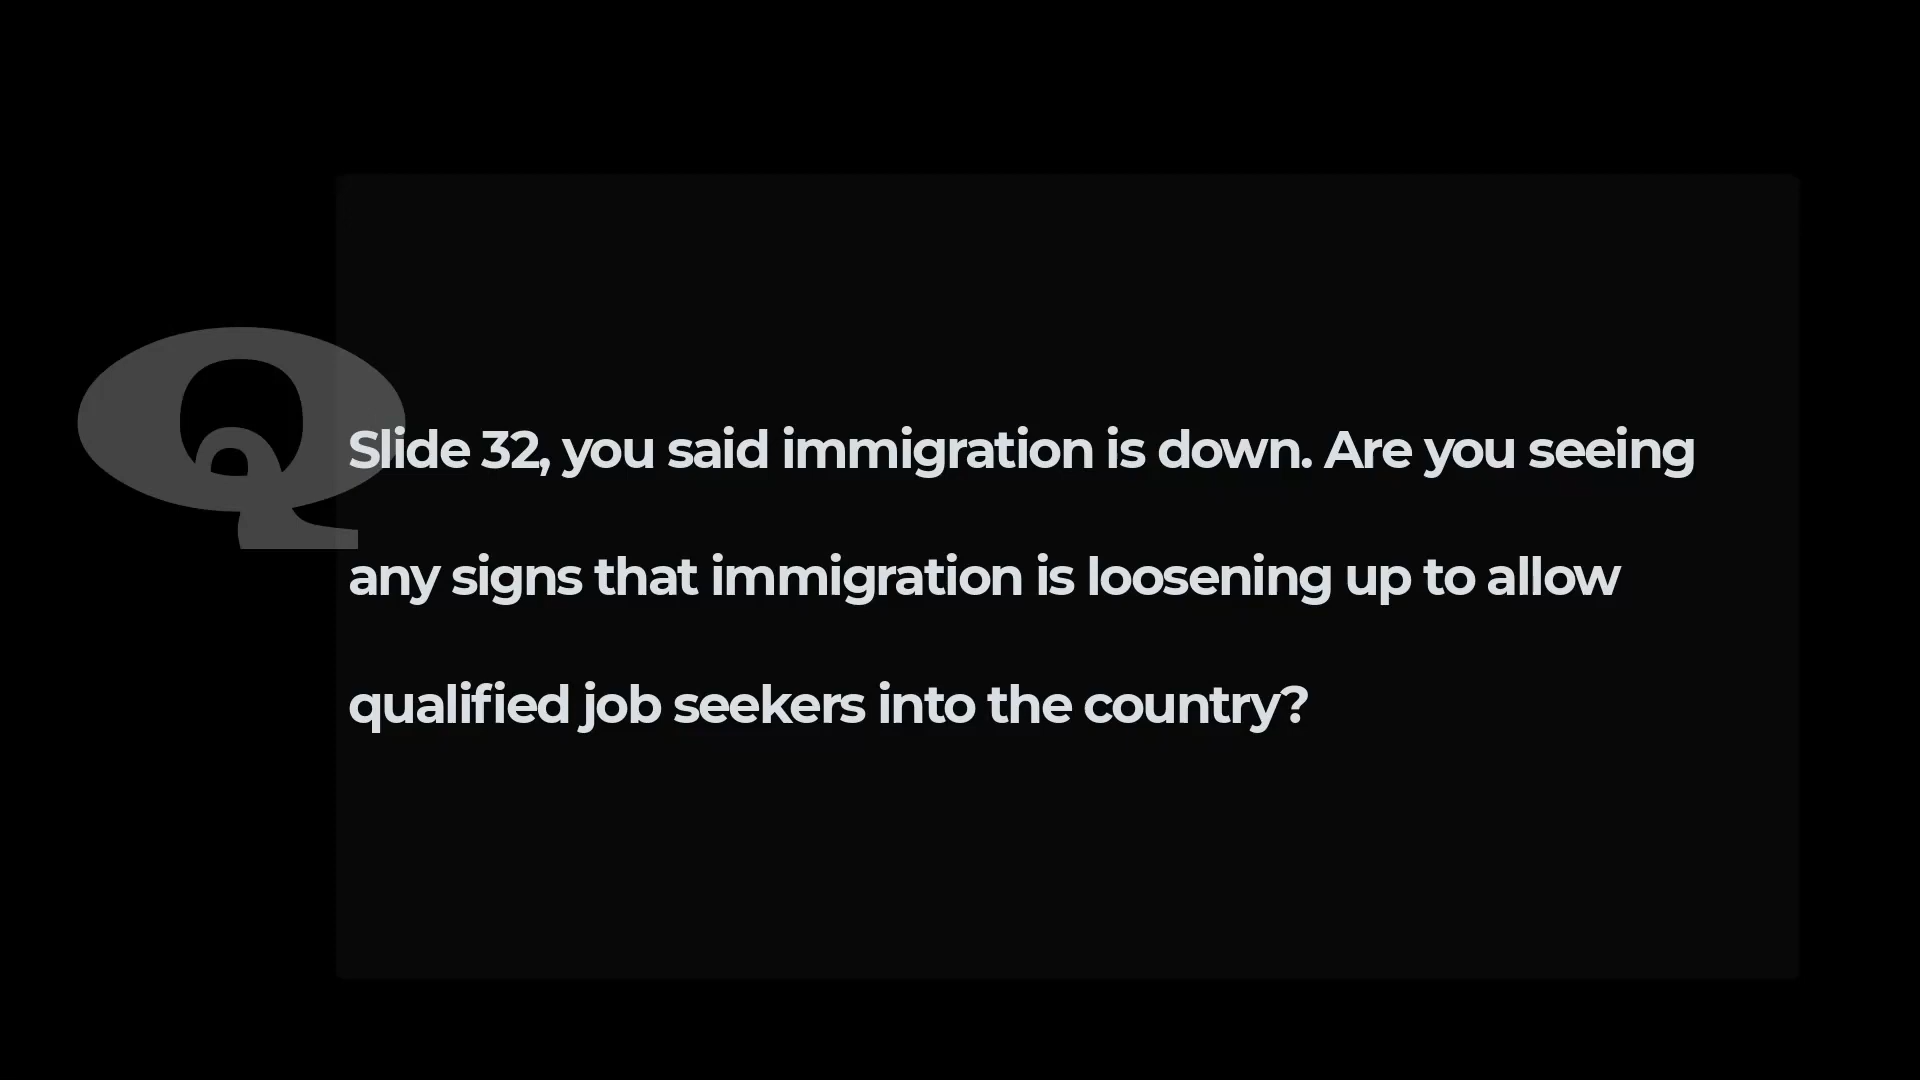 Q
Slide 32, you said immigration is down. Are you seeing
any signs that immigration is loosening up to allow
qualified job seekers into the country?